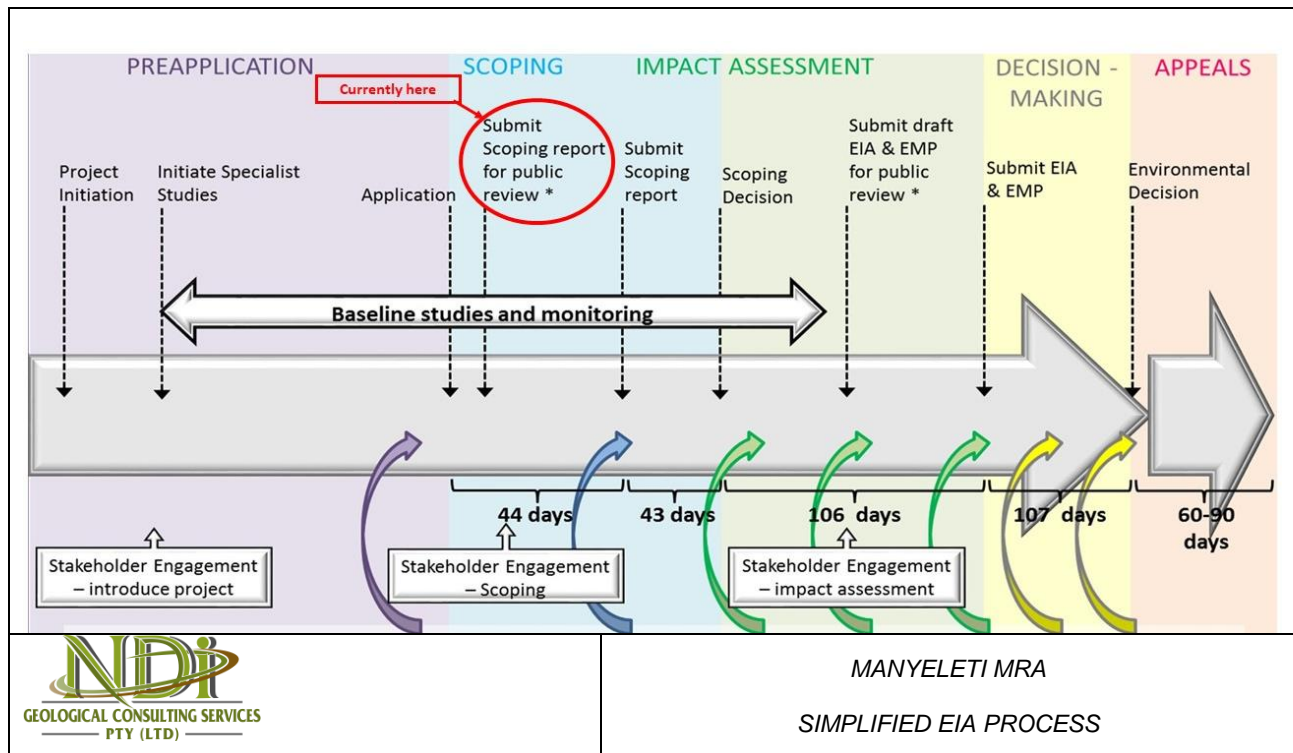 PREAPPLICATION
SCOPING
IMPACT ASSESSMENT
DECISION -
MAKING
APPEALS
Currently here
Project
Initiation
Initiate Specialist
Studies
Application
Submit
Scoping report
for public
review *
Submit
Scoping
report
Scoping
Decision
Submit draft
EIA & EMP
for public
review *
Submit EIA
& EMP
Environmental
Decision
Baseline studies and monitoring
44 days
43 days
106 days
107 days
60-90
days
Stakeholder Engagement
– introduce project
Stakeholder Engagement
– Scoping
Stakeholder Engagement
– impact assessment
NDi
GEOLOGICAL CONSULTING SERVICES
PTY (LTD)
MANYELETI MRA
SIMPLIFIED EIA PROCESS